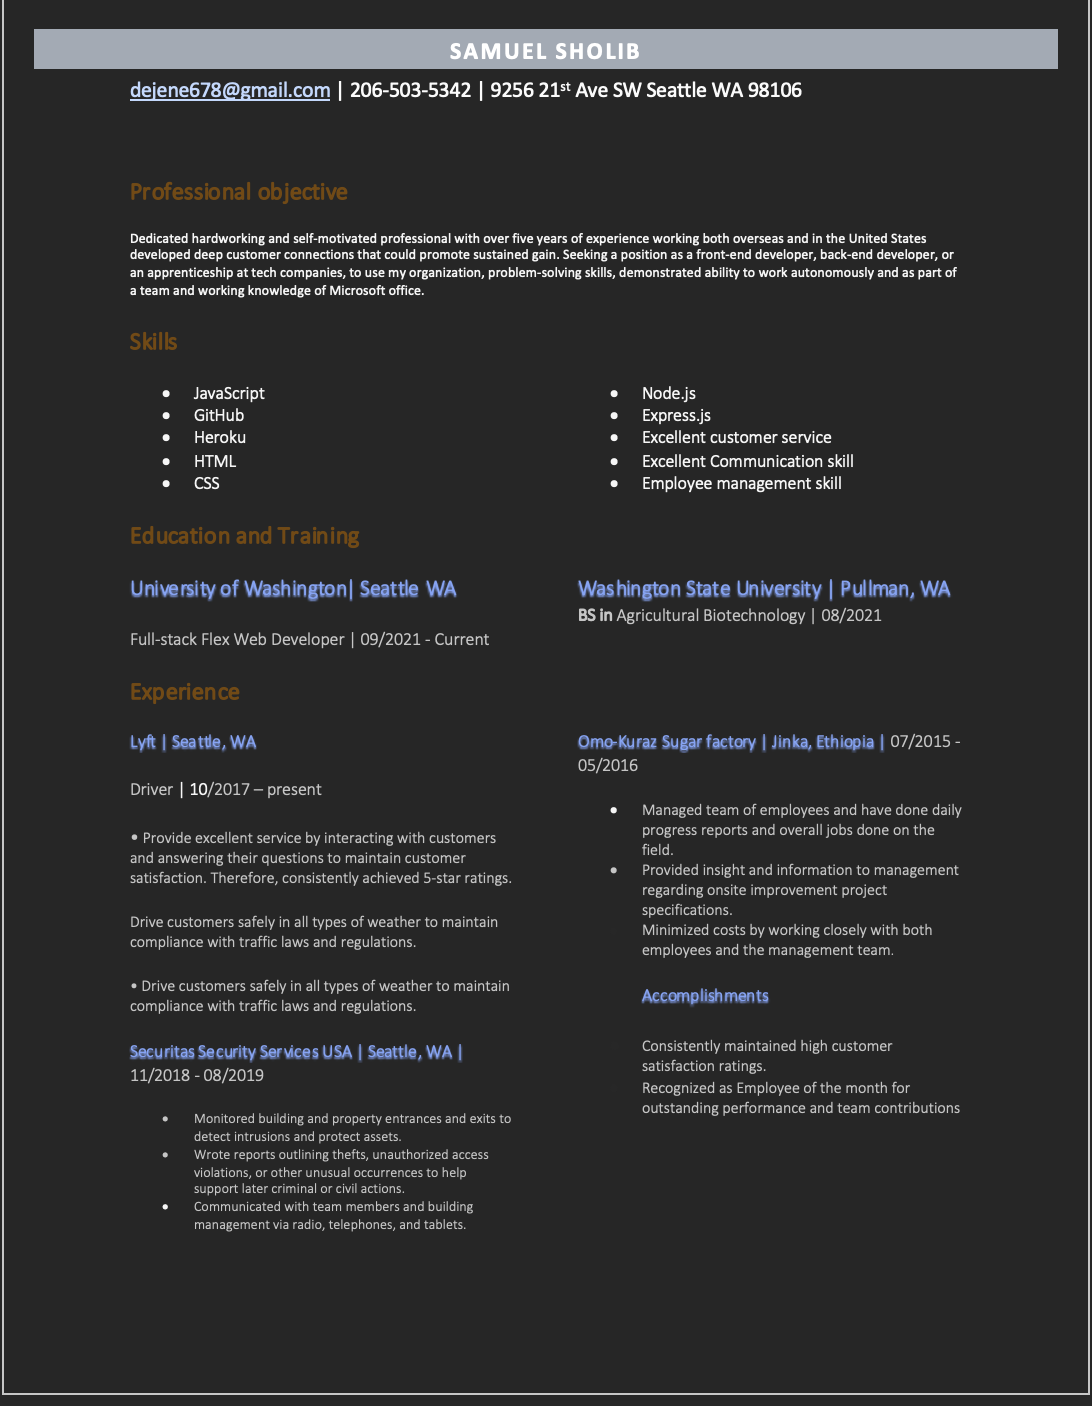 SAMUEL SHOLIB
dejene678@gmail.com | 206-503-5342 | 9256 21st Ave SW Seattle WA 98106
Professional objective
Dedicated hardworking and self-motivated professional with over five years of experience working both overseas and in the United States
developed deep customer connections that could promote sustained gain. Seeking a position as a front-end developer, back-end developer, or
an apprenticeship at tech companies, to use my organization, problem-solving skills, demonstrated ability to work autonomously and as part of
a team and working knowledge of Microsoft office.
Skills
• JavaScript
• GitHub
• Heroku
• HTML
• CSS
• Node.js
• Express.js
• Excellent customer service
• Excellent Communication skill
• Employee management skill
Education and Training
University of Washington| Seattle WA
Full-stack Flex Web Developer | 09/2021 - Current
Washington State University | Pullman, WA
BS in Agricultural Biotechnology | 08/2021
Experience
Lyft | Seattle, WA
Driver | 10/2017 – present
• Provide excellent service by interacting with customers
and answering their questions to maintain customer
satisfaction. Therefore, consistently achieved 5-star ratings.
Drive customers safely in all types of weather to maintain
compliance with traffic laws and regulations.
• Drive customers safely in all types of weather to maintain
compliance with traffic laws and regulations.
Securitas Security Services USA | Seattle, WA |
11/2018 - 08/2019
• Monitored building and property entrances and exits to
detect intrusions and protect assets.
• Wrote reports outlining thefts, unauthorized access
violations, or other unusual occurrences to help
support later criminal or civil actions.
• Communicated with team members and building
management via radio, telephones, and tablets.
Omo-Kuraz Sugar factory | Jinka, Ethiopia | 07/2015 -
05/2016
• Managed team of employees and have done daily
progress reports and overall jobs done on the
field.
• Provided insight and information to management
regarding onsite improvement project
specifications.
Minimized costs by working closely with both
employees and the management team.
Accomplishments
Consistently maintained high customer
satisfaction ratings.
Recognized as Employee of the month for
outstanding performance and team contributions